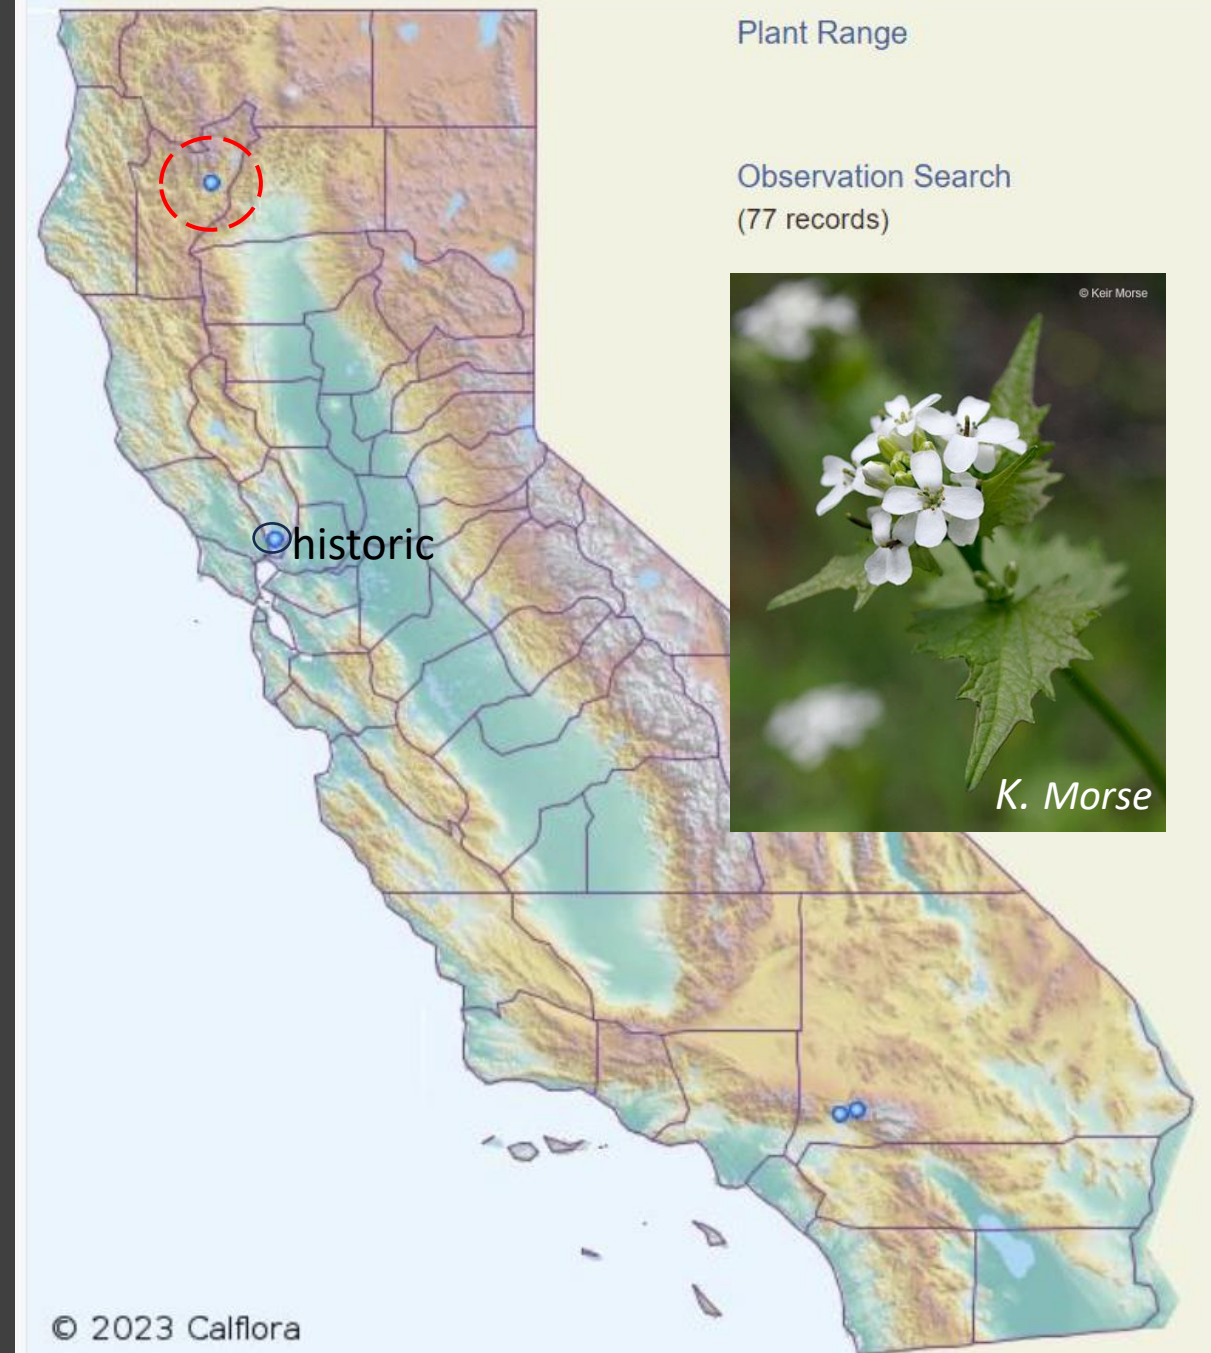 Plant Range
Observation Search
(77 records)
© Keir Morse
historic
K. Morse
© 2023 Calflora